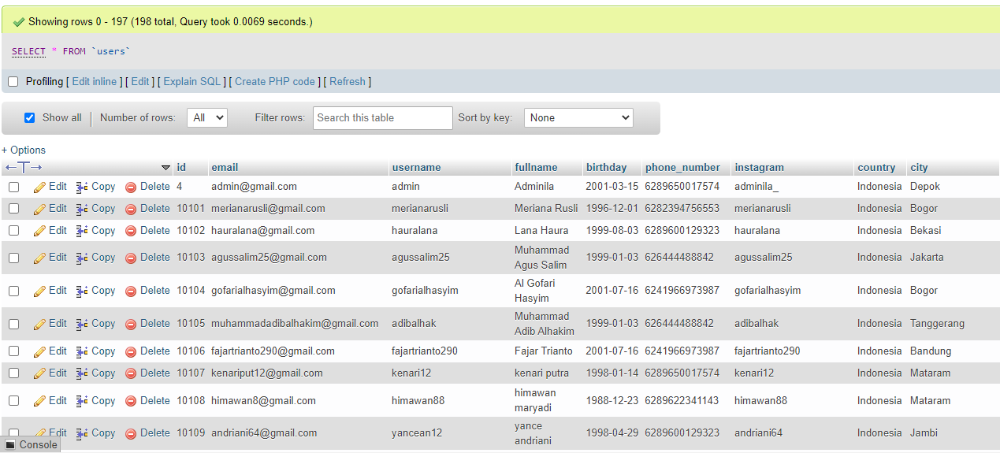 Showing rows 0 - 197 (198 total, Query took 0.0069 seconds.)
SELECT * FROM `users`
Profiling [ Edit inline ] [ Edit ] [ Explain SQL ] [ Create PHP code ] [ Refresh ]
Show all | Number of rows: All Filter rows: Search this table Sort by key: None
+ Options
id email username fullname birthday phone_number instagram country city
Edit Copy Delete 4 admin@gmail.com admin Adminila 2001-03-15 6289650017574 adminila_ Indonesia Depok
Edit Copy Delete 10101 merianarusli@gmail.com merianarusli Meriana Rusli 1996-12-01 6282394756553 merianarusli Indonesia Bogor
Edit Copy Delete 10102 hauralana@gmail.com hauralana Lana Haura 1999-08-03 6289600129323 hauralana Indonesia Bekasi
Edit Copy Delete 10103 agussalim25@gmail.com agussalim25 Muhammad Agus Salim 1999-01-03 626444488842 agussalim25 Indonesia Jakarta
Edit Copy Delete 10104 gofarialhasyim@gmail.com gofarialhasyim Al Gofari Hasyim 2001-07-16 6241966973987 gofarialhasyim Indonesia Bogor
Edit Copy Delete 10105 muhammadadibalhakim@gmail.com adibalhak Muhammad Adib Alhakim 1999-01-03 626444488842 adibalhak Indonesia Tanggerang
Edit Copy Delete 10106 fajartrianto290@gmail.com fajartrianto290 Fajar Trianto 2001-07-16 6241966973987 fajartrianto290 Indonesia Bandung
Edit Copy Delete 10107 kenariput12@gmail.com kenari12 kenari putra 1998-01-14 6289650017574 kenari12 Indonesia Mataram
Edit Copy Delete 10108 himawan8@gmail.com himawan88 himawan maryadi 1988-12-23 6289622341143 himawan88 Indonesia Mataram
Edit Copy Delete 10109 andriani64@gmail.com yancean12 yance andriani 1998-04-29 6289600129323 andriani64 Indonesia Jambi
Console